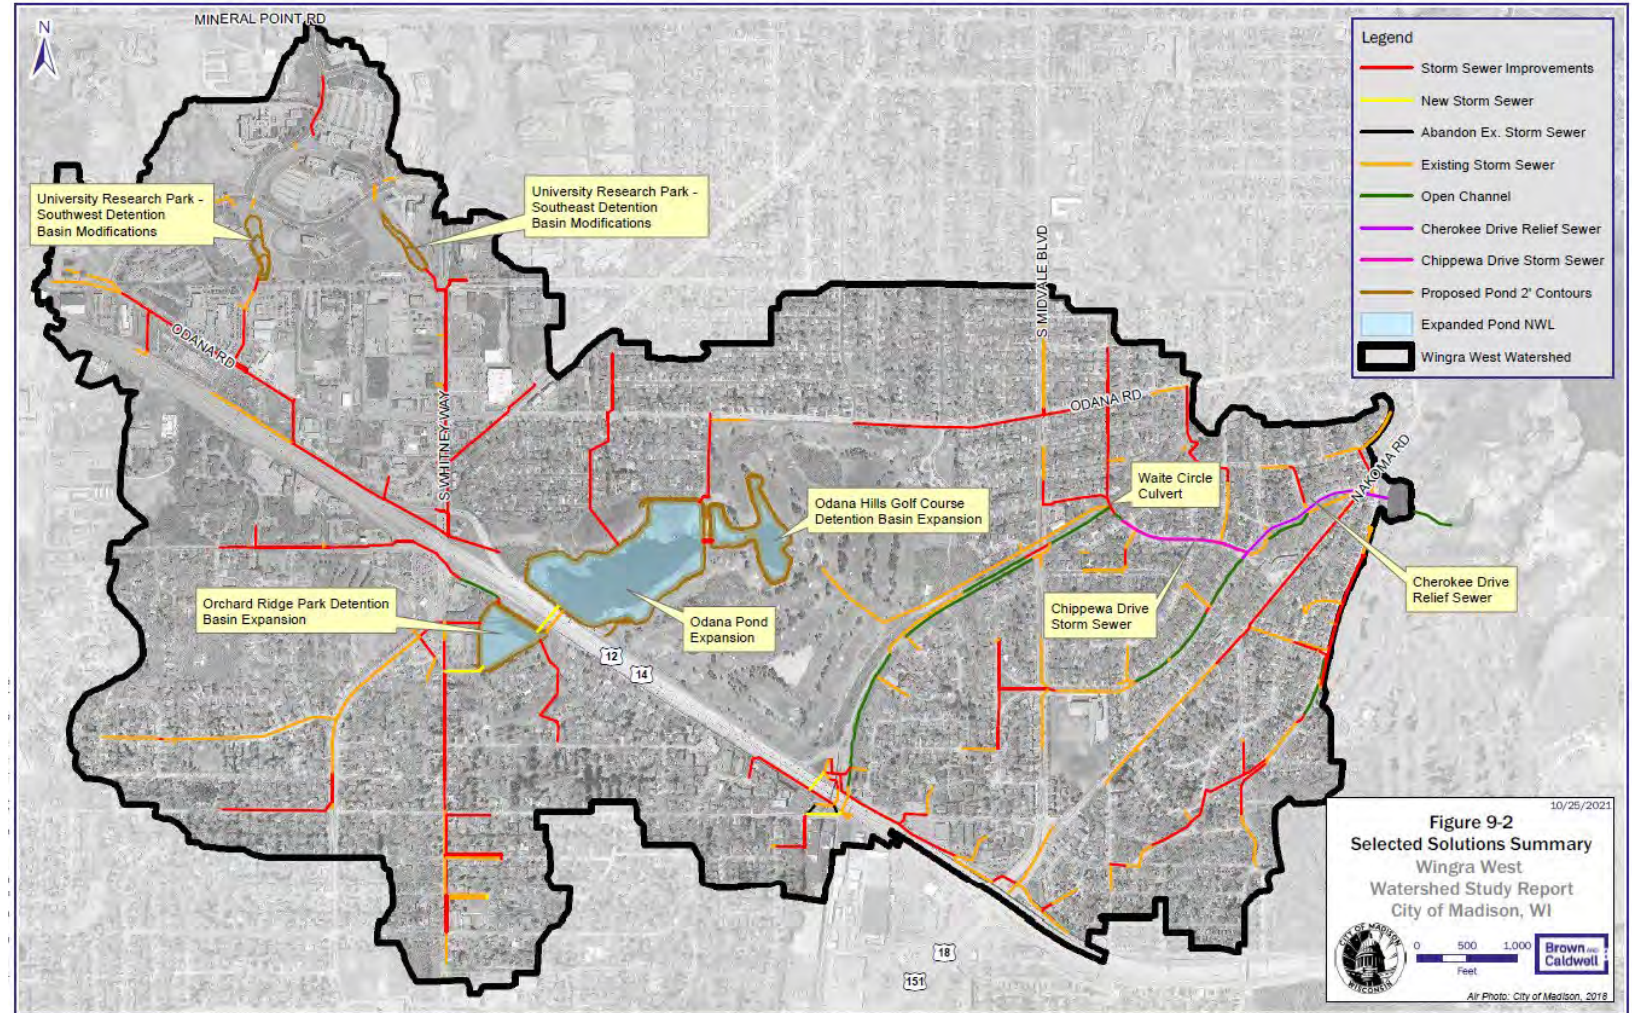 MINERAL POINT RD
N
Legend
Storm Sewer Improvements
New Storm Sewer
Abandon Ex. Storm Sewer
Existing Storm Sewer
Open Channel
Cherokee Drive Relief Sewer
Chippewa Drive Storm Sewer
Proposed Pond 2' Contours
Expanded Pond NWL
Wingra West Watershed
University Research Park -
Southwest Detention
Basin Modifications
University Research Park -
Southeast Detention
Basin Modifications
S MIDVALE BLVD
ODANA RD
S WHITNEY WAY
ODANA RD
NAKOMA RD
Waite Circle
Culvert
Odana Hills Golf Course
Detention Basin Expansion
Orchard Ridge Park Detention
Basin Expansion
Odana Pond
Expansion
Chippewa Drive
Storm Sewer
Cherokee Drive
Relief Sewer
12
14
18
151
10/25/2021
Figure 9-2
Selected Solutions Summary
Wingra West
Watershed Study Report
City of Madison, WI
CITY OF MADISON
WISCONSIN
0 500 1,000
Feet
Brown AND
Caldwell
Air Photo: City of Madison, 2018